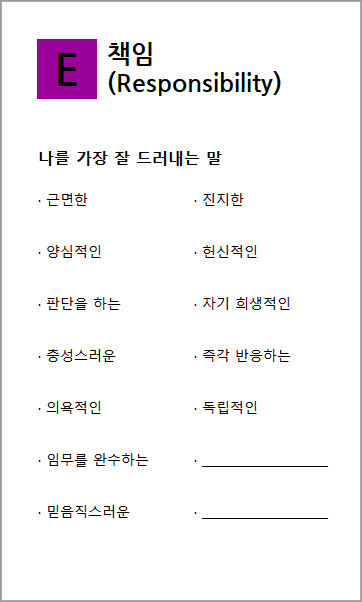 E
책임
(Responsibility)
나를 가장 잘 드러내는 말
· 근면한
· 진지한
· 양심적인
· 헌신적인
· 판단을 하는
· 자기 희생적인
· 충성스러운
· 즉각 반응하는
· 의욕적인
· 독립적인
· 임무를 완수하는
· __________________
· 믿음직스러운
· __________________